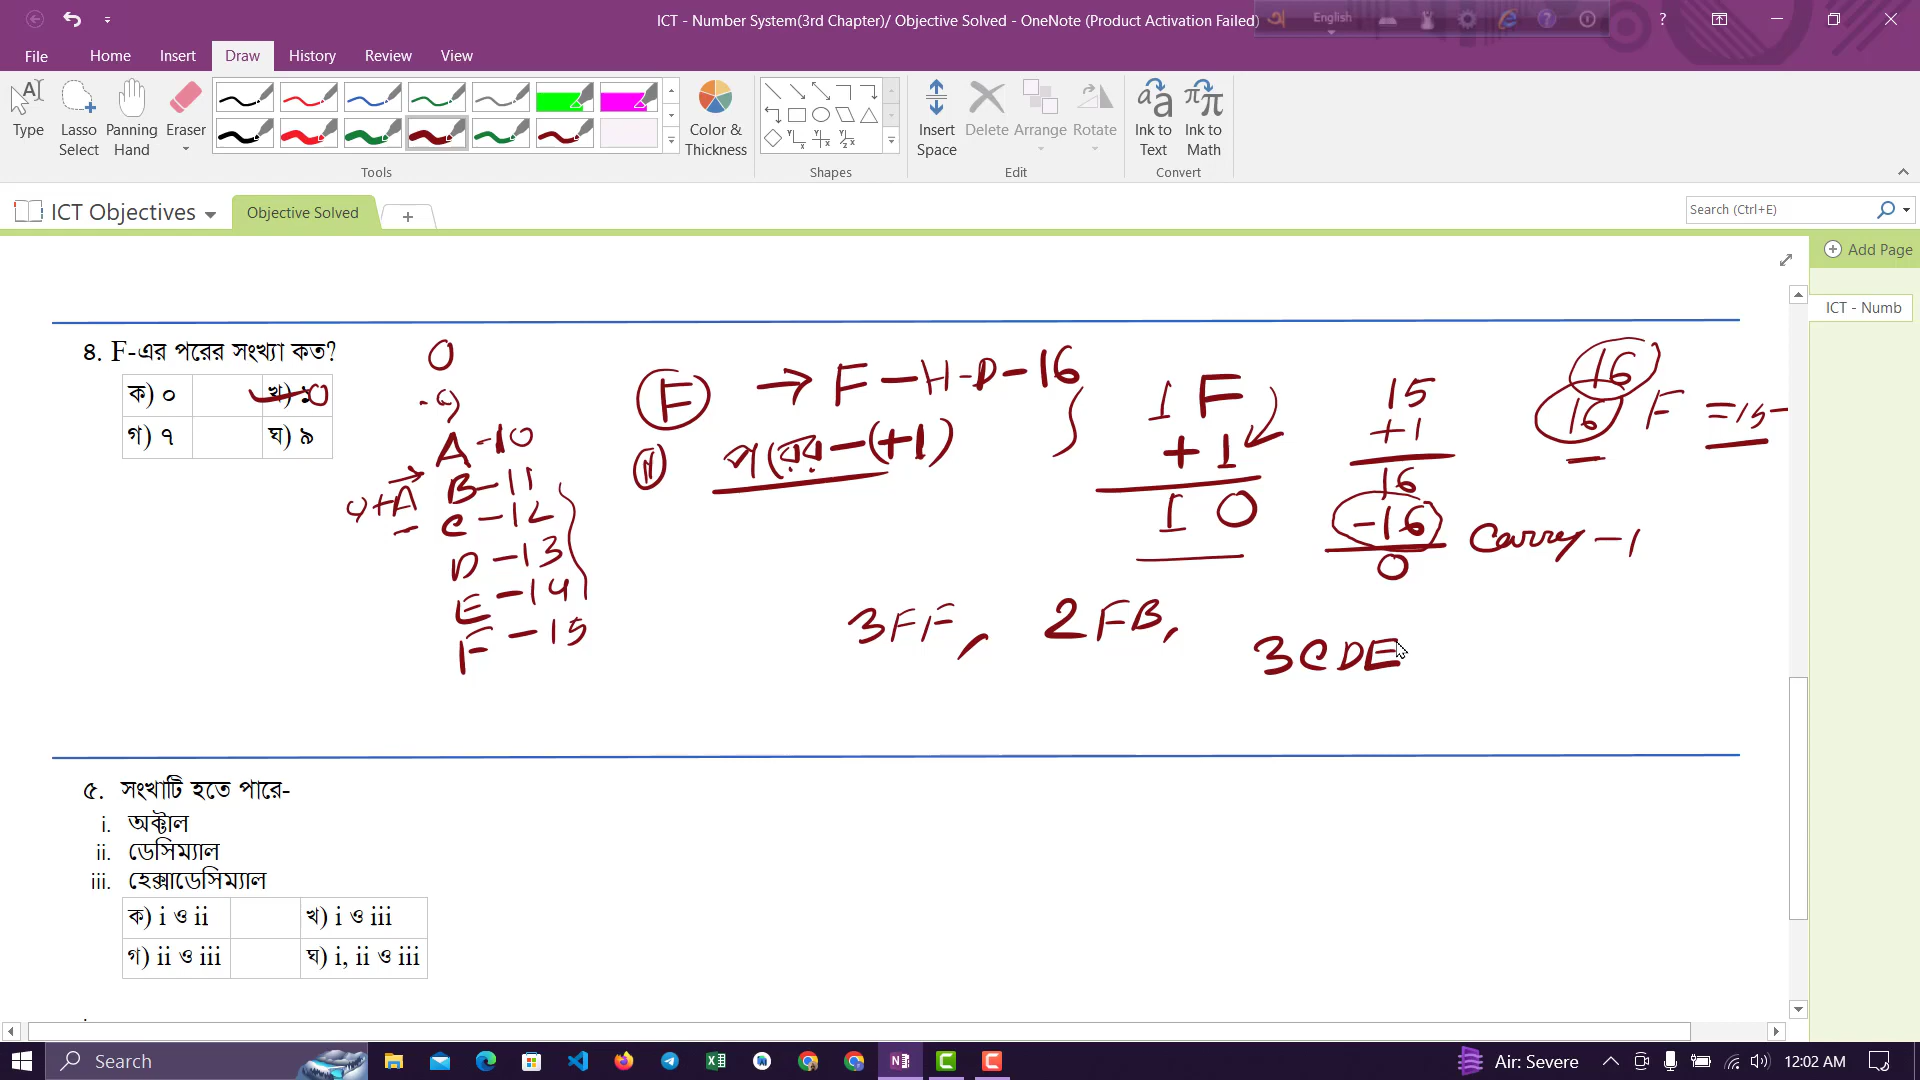 ICT - Number System(3rd Chapter)/ Objective Solved - OneNote (Product Activation Failed)
English
?
File Home Insert Draw History Review View
Type
Lasso Select
Panning Hand
Eraser
Color & Thickness
Insert Space
Delete
Arrange
Rotate
Ink to Text
Ink to Math
Tools
Shapes
Edit
Convert
ICT Objectives
Objective Solved
Search (Ctrl+E)
Add Page
ICT - Numb
৪. F-এর পরের সংখ্যা কত?
ক) ০
খ) ১0
গ) ৭
ঘ) ৯
0
A -10
B - 11
C - 12
D - 13
E - 14
F - 15
9+A
F → F - H-D-16
পরের - (+1)
1 F
+ 1
1 0
15
+1
16
-16
0
Carry - 1
16
16 F = 15
3FF, 2FB,
3CDE
৫. সংখাটি হতে পারে-
i. অক্টাল
ii. ডেসিম্যাল
iii. হেক্সাডেসিম্যাল
ক) i ও ii
খ) i ও iii
গ) ii ও iii
ঘ) i, ii ও iii
Search
Air: Severe
12:02 AM